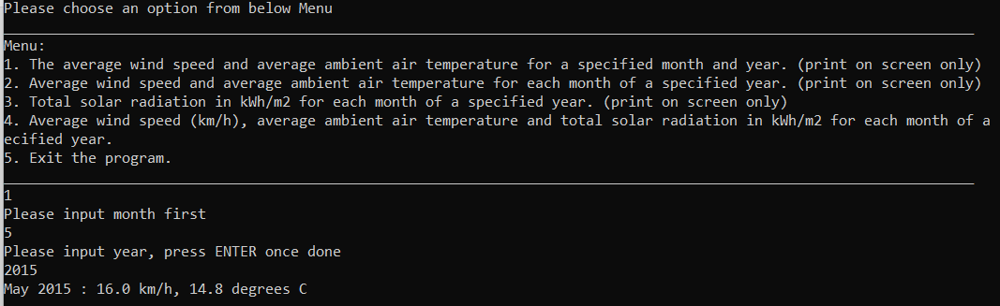 Please choose an option from below Menu
Menu:
1. The average wind speed and average ambient air temperature for a specified month and year. (print on screen only)
2. Average wind speed and average ambient air temperature for each month of a specified year. (print on screen only)
3. Total solar radiation in kWh/m2 for each month of a specified year. (print on screen only)
4. Average wind speed (km/h), average ambient air temperature and total solar radiation in kWh/m2 for each month of a
ecified year.
5. Exit the program.
1
Please input month first
5
Please input year, press ENTER once done
2015
May 2015 : 16.0 km/h, 14.8 degrees C